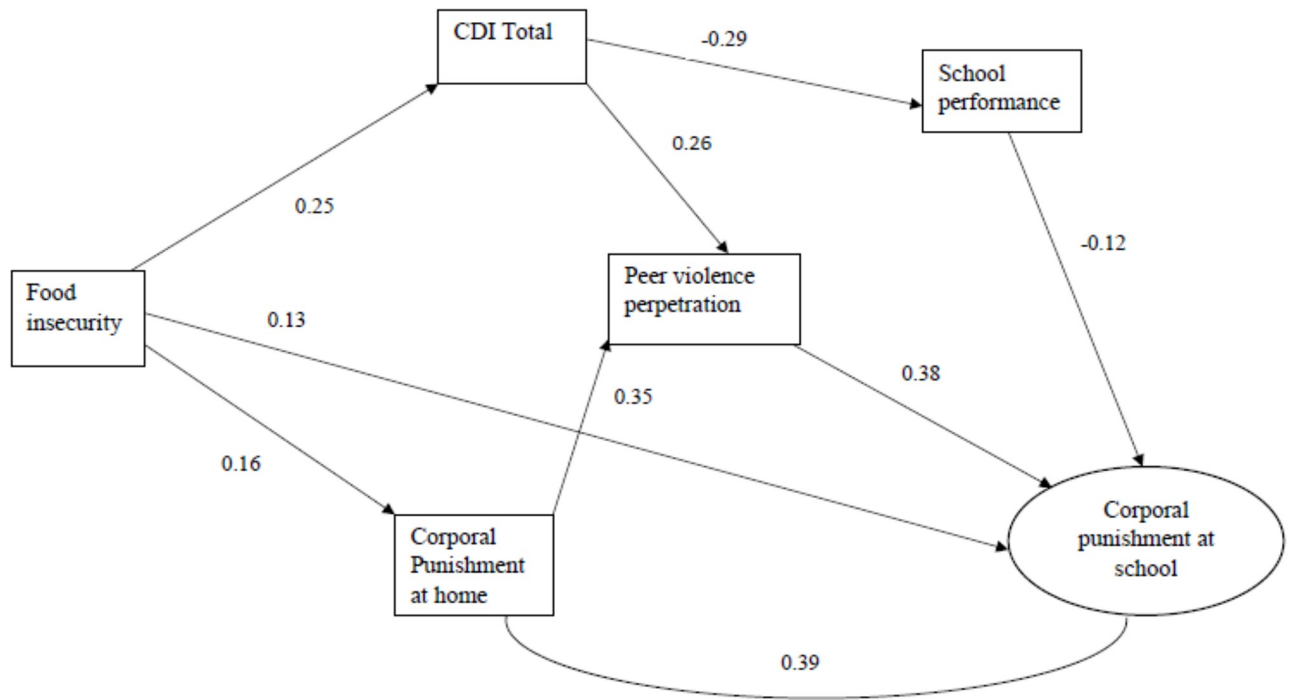 CDI Total
-0.29
School
performance
0.26
0.25
-0.12
Peer violence
perpetration
Food
insecurity
0.13
0.38
0.35
0.16
Corporal
Punishment
at home
Corporal
punishment at
school
0.39